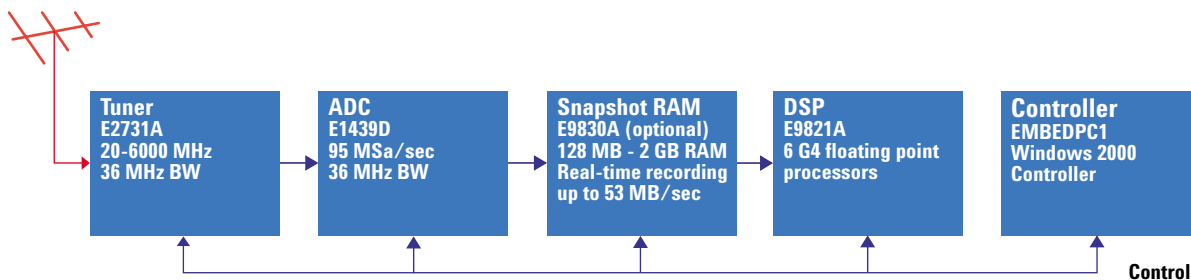 Tuner
E2731A
20-6000 MHz
36 MHz BW
ADC
E1439D
95 MSa/sec
36 MHz BW
Snapshot RAM
E9830A (optional)
128 MB - 2 GB RAM
Real-time recording
up to 53 MB/sec
DSP
E9821A
6 G4 floating point
processors
Controller
EMBEDPC1
Windows 2000
Controller
Control